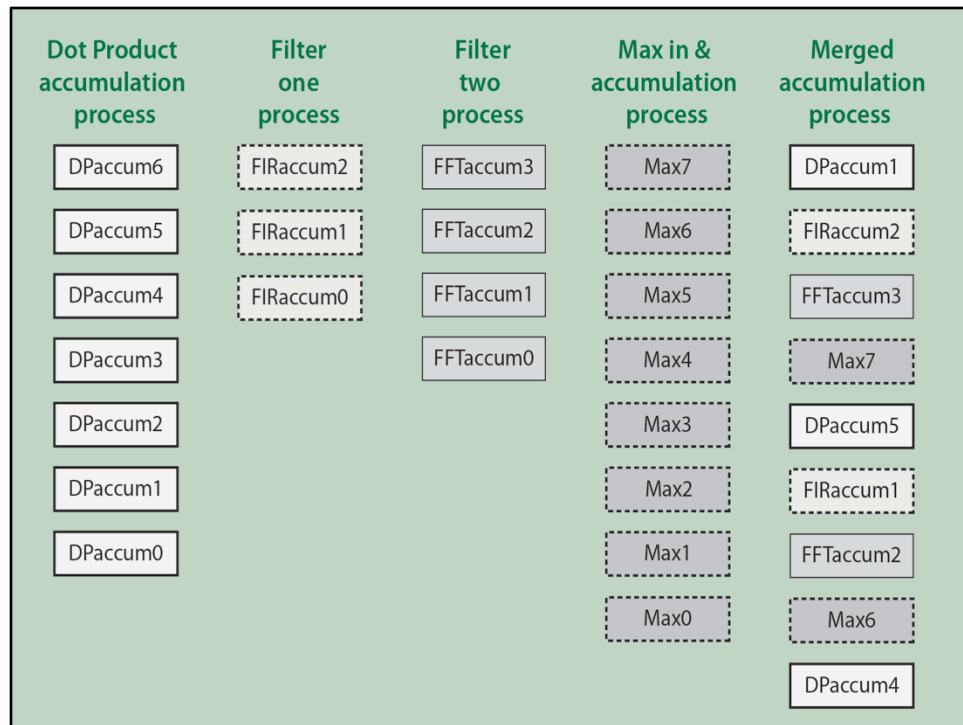 Dot Product
accumulation
process
DPaccum6
DPaccum5
DPaccum4
DPaccum3
DPaccum2
DPaccum1
DPaccum0
Filter
one
process
FIRaccum2
FIRaccum1
FIRaccum0
Filter
two
process
FFTaccum3
FFTaccum2
FFTaccum1
FFTaccum0
Max in &
accumulation
process
Max7
Max6
Max5
Max4
Max3
Max2
Max1
Max0
Merged
accumulation
process
DPaccum1
FIRaccum2
FFTaccum3
Max7
DPaccum5
FIRaccum1
FFTaccum2
Max6
DPaccum4